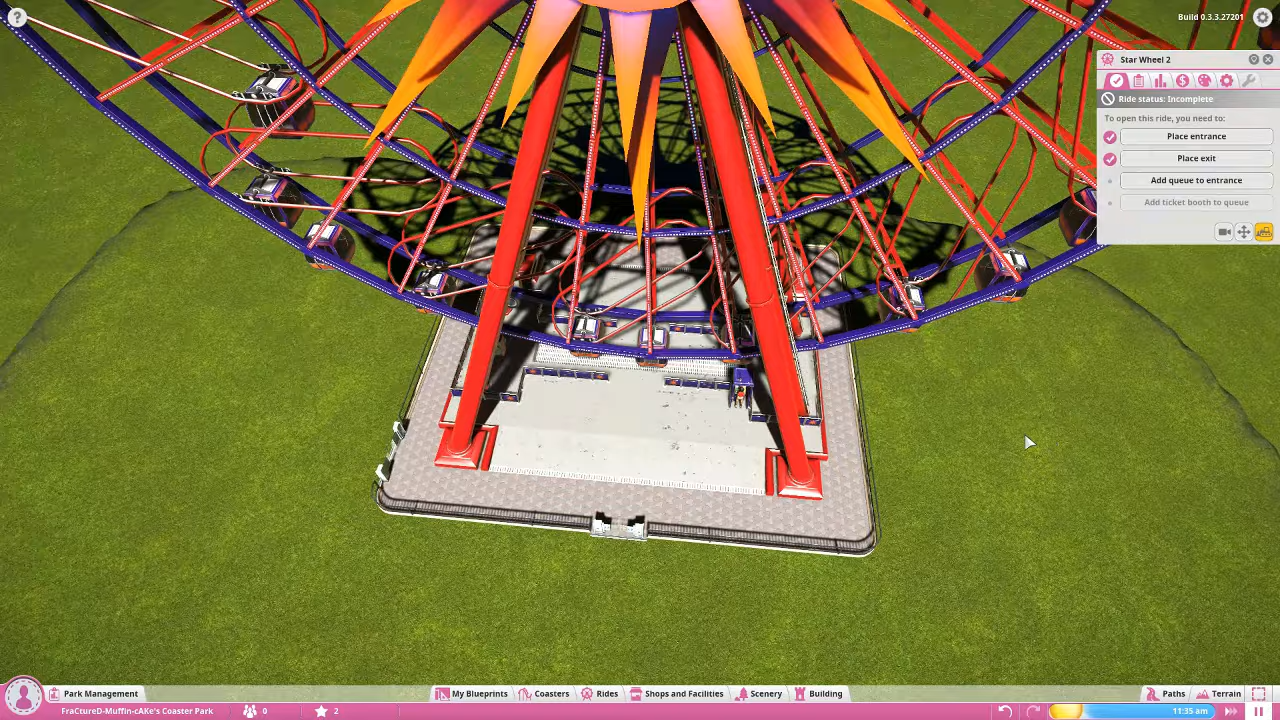 Build 0.3.3.27201
Star Wheel 2
Ride status: Incomplete
To open this ride, you need to:
Place entrance
Place exit
Add queue to entrance
Add ticket booth to queue
Park Management
My Blueprints
Coasters
Rides
Shops and Facilities
Scenery
Building
Paths
Terrain
FraCtureD-Muffin-cAKe's Coaster Park
0
2
11:35 am